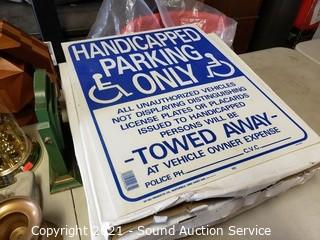 HANDICAPPED
PARKING
ONLY
ALL UNAUTHORIZED VEHICLES
NOT DISPLAYING DISTINGUISHING
LICENSE PLATES OR PLACARDS
ISSUED TO HANDICAPPED
PERSONS WILL BE
-TOWED AWAY-
AT VEHICLE OWNER EXPENSE
POLICE PH. C.V.C.
Copyright 2021 - Sound Auction Service